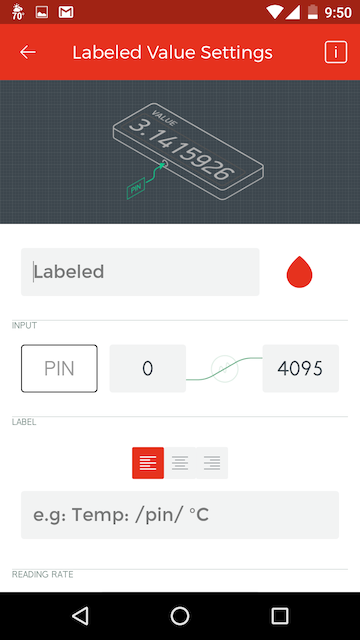 70°
9:50
Labeled Value Settings
i
VALUE
3.1415926
PIN
Labeled
INPUT
PIN 0 4095
LABEL
e.g: Temp: /pin/ °C
READING RATE